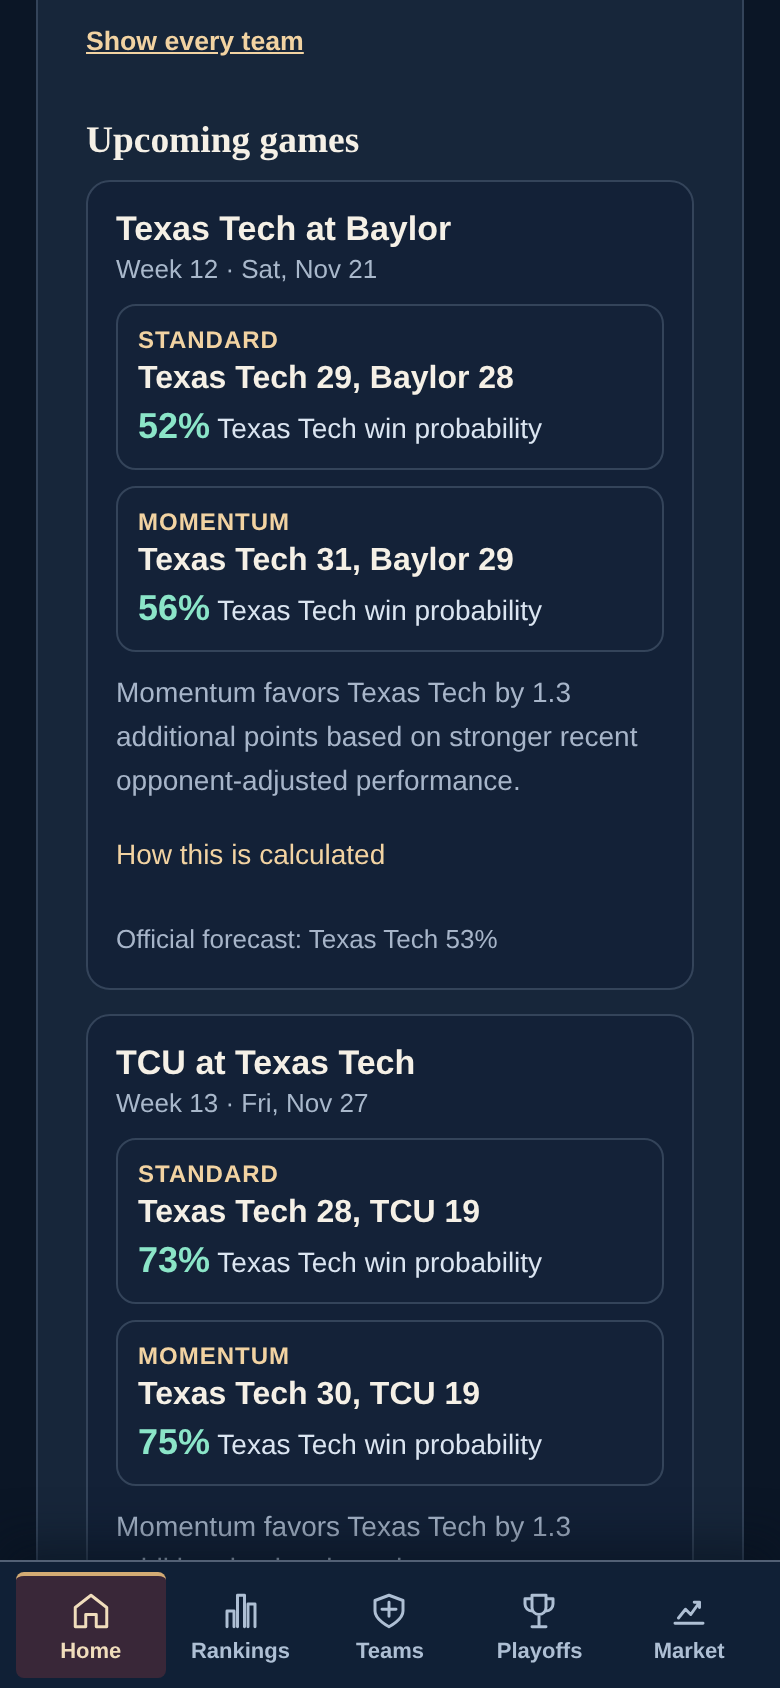 Show every team
Upcoming games
Texas Tech at Baylor
Week 12 · Sat, Nov 21
STANDARD
Texas Tech 29, Baylor 28
52% Texas Tech win probability
MOMENTUM
Texas Tech 31, Baylor 29
56% Texas Tech win probability
Momentum favors Texas Tech by 1.3
additional points based on stronger recent
opponent-adjusted performance.
How this is calculated
Official forecast: Texas Tech 53%
TCU at Texas Tech
Week 13 · Fri, Nov 27
STANDARD
Texas Tech 28, TCU 19
73% Texas Tech win probability
MOMENTUM
Texas Tech 30, TCU 19
75% Texas Tech win probability
Momentum favors Texas Tech by 1.3
Home
Rankings
Teams
Playoffs
Market